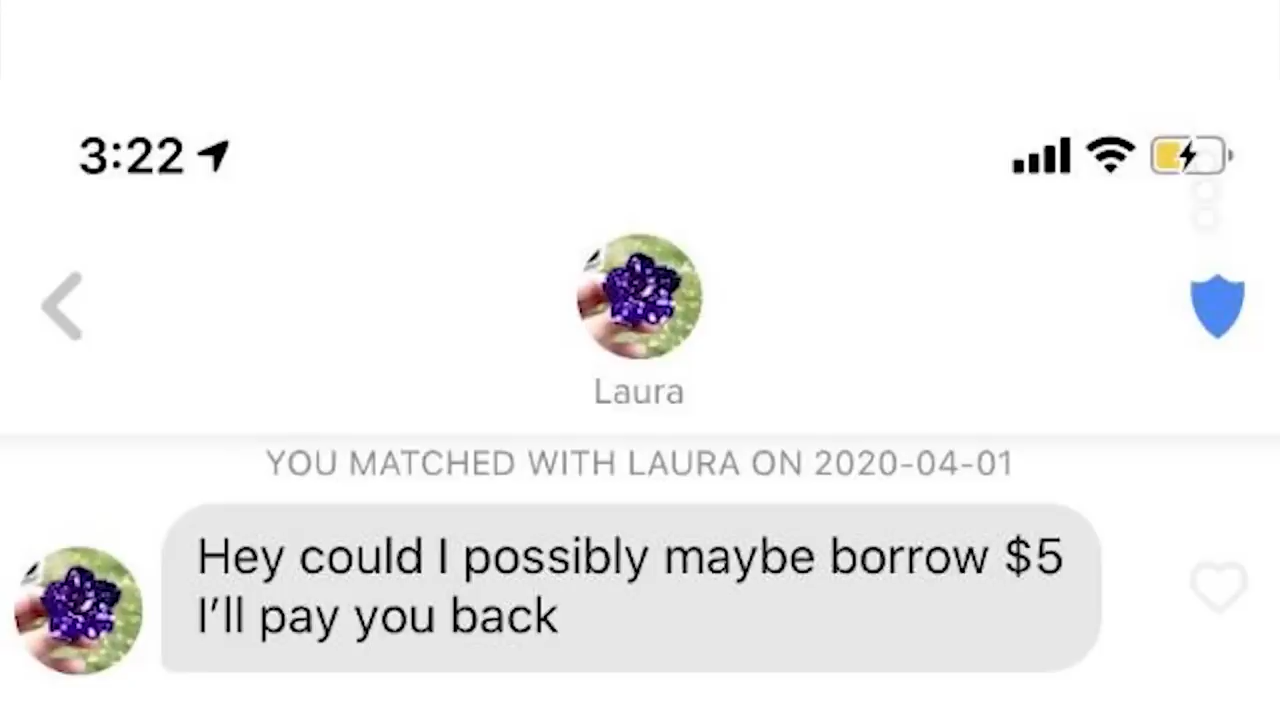 3:22
Laura
YOU MATCHED WITH LAURA ON 2020-04-01
Hey could I possibly maybe borrow $5
I’ll pay you back